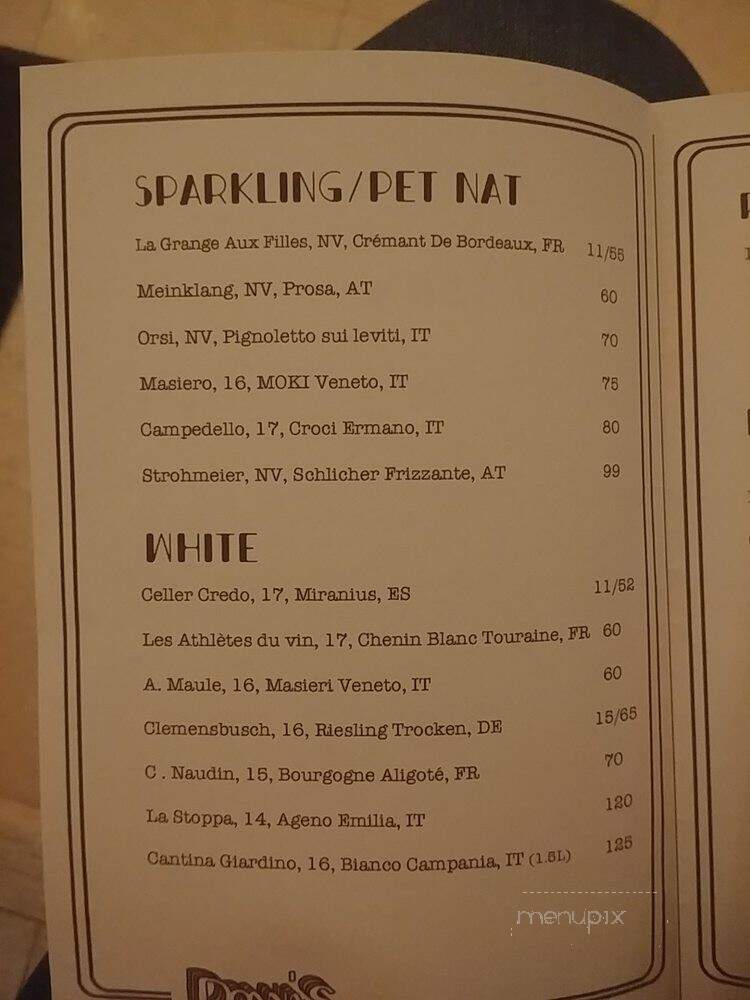 SPARKLING/PET NAT
La Grange Aux Filles, NV, Crémant De Bordeaux, FR 11/55
Meinklang, NV, Prosa, AT 60
Orsi, NV, Pignoletto sui leviti, IT 70
Masiero, 16, MOKI Veneto, IT 75
Campedello, 17, Croci Ermano, IT 80
Strohmeier, NV, Schlicher Frizzante, AT 99
WHITE
Celler Credo, 17, Miranius, ES 11/52
Les Athlètes du vin, 17, Chenin Blanc Touraine, FR 60
A. Maule, 16, Masieri Veneto, IT 60
Clemensbusch, 16, Riesling Trocken, DE 15/65
C . Naudin, 15, Bourgogne Aligoté, FR 70
La Stoppa, 14, Ageno Emilia, IT 120
Cantina Giardino, 16, Bianco Campania, IT (1.5L) 125
menupix